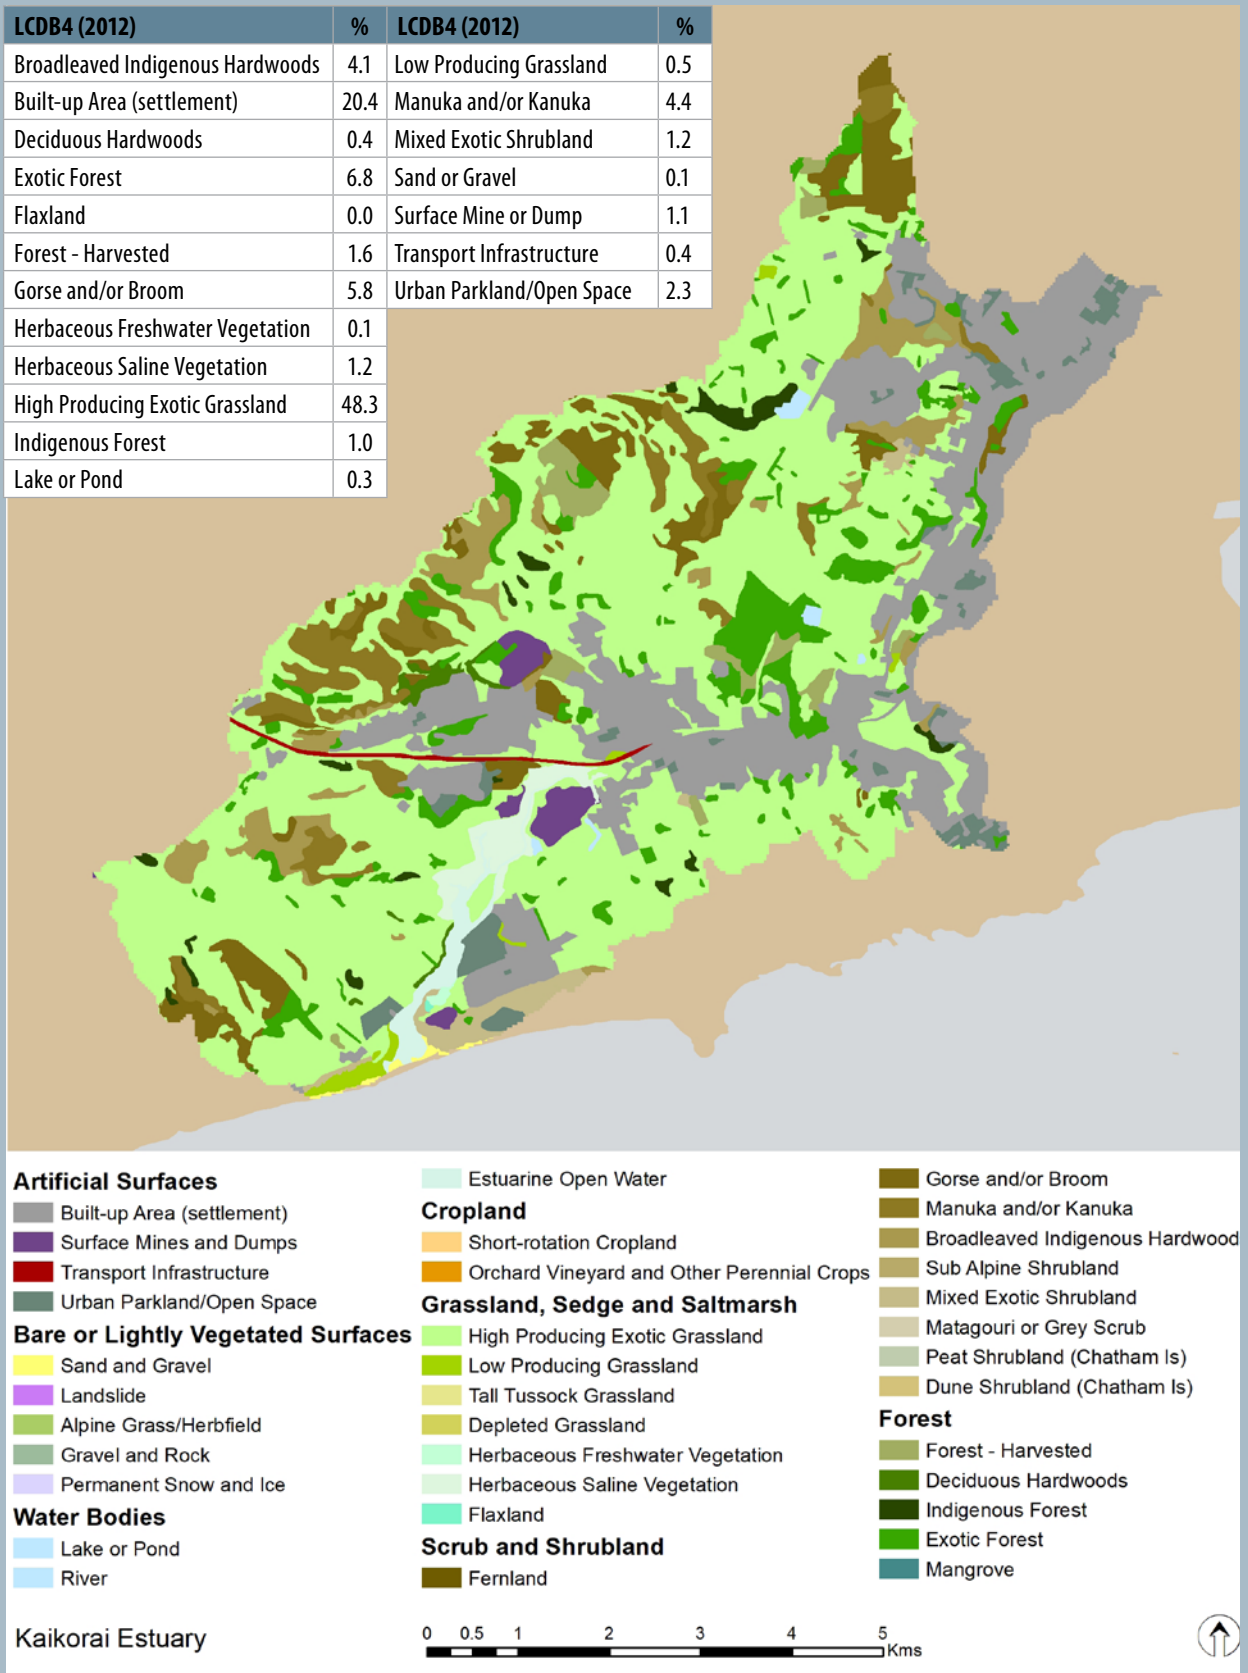 LCDB4 (2012) % LCDB4 (2012) %
Broadleaved Indigenous Hardwoods 4.1 Low Producing Grassland 0.5
Built-up Area (settlement) 20.4 Manuka and/or Kanuka 4.4
Deciduous Hardwoods 0.4 Mixed Exotic Shrubland 1.2
Exotic Forest 6.8 Sand or Gravel 0.1
Flaxland 0.0 Surface Mine or Dump 1.1
Forest - Harvested 1.6 Transport Infrastructure 0.4
Gorse and/or Broom 5.8 Urban Parkland/Open Space 2.3
Herbaceous Freshwater Vegetation 0.1
Herbaceous Saline Vegetation 1.2
High Producing Exotic Grassland 48.3
Indigenous Forest 1.0
Lake or Pond 0.3
Artificial Surfaces
Built-up Area (settlement)
Surface Mines and Dumps
Transport Infrastructure
Urban Parkland/Open Space
Bare or Lightly Vegetated Surfaces
Sand and Gravel
Landslide
Alpine Grass/Herbfield
Gravel and Rock
Permanent Snow and Ice
Water Bodies
Lake or Pond
River
Estuarine Open Water
Cropland
Short-rotation Cropland
Orchard Vineyard and Other Perennial Crops
Grassland, Sedge and Saltmarsh
High Producing Exotic Grassland
Low Producing Grassland
Tall Tussock Grassland
Depleted Grassland
Herbaceous Freshwater Vegetation
Herbaceous Saline Vegetation
Flaxland
Scrub and Shrubland
Fernland
Gorse and/or Broom
Manuka and/or Kanuka
Broadleaved Indigenous Hardwood
Sub Alpine Shrubland
Mixed Exotic Shrubland
Matagouri or Grey Scrub
Peat Shrubland (Chatham Is)
Dune Shrubland (Chatham Is)
Forest
Forest - Harvested
Deciduous Hardwoods
Indigenous Forest
Exotic Forest
Mangrove
Kaikorai Estuary
0 0.5 1 2 3 4 5
Kms